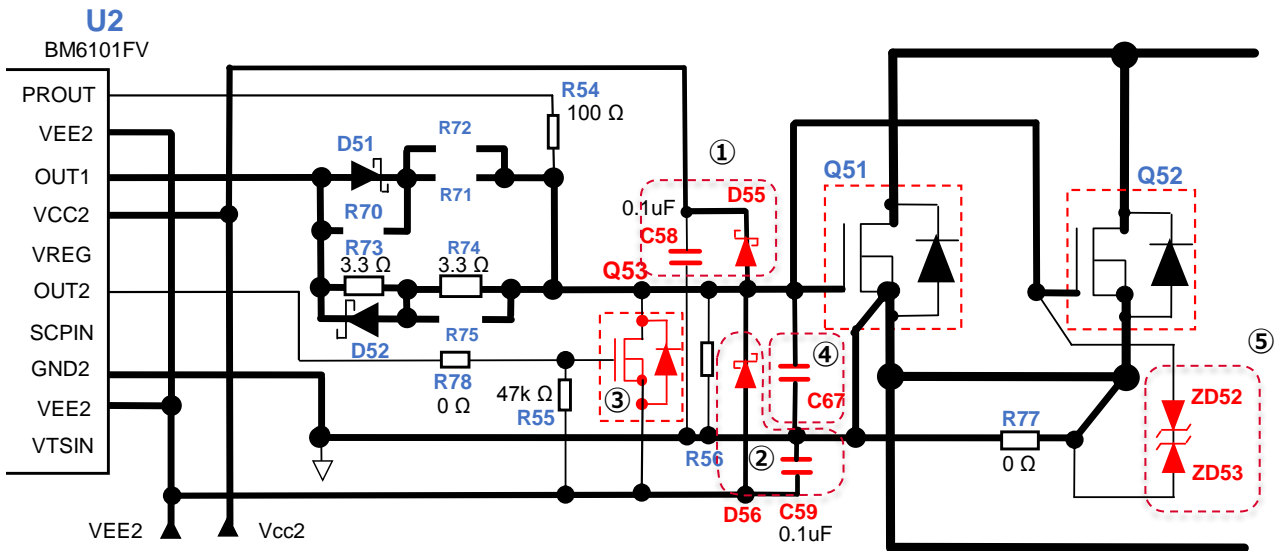 U2
BM6101FV
PROUT
VEE2
OUT1
VCC2
VREG
OUT2
SCPIN
GND2
VEE2
VTSIN
VEE2
Vcc2
R54
100 Ω
R72
D51
R71
R70
R73
3.3 Ω
R74
3.3 Ω
R75
D52
R78
0 Ω
47k Ω
R55
Q53
③
①
D55
0.1uF
C58
R56
②
D56
C59
0.1uF
④
C67
Q51
Q52
R77
0 Ω
⑤
ZD52
ZD53